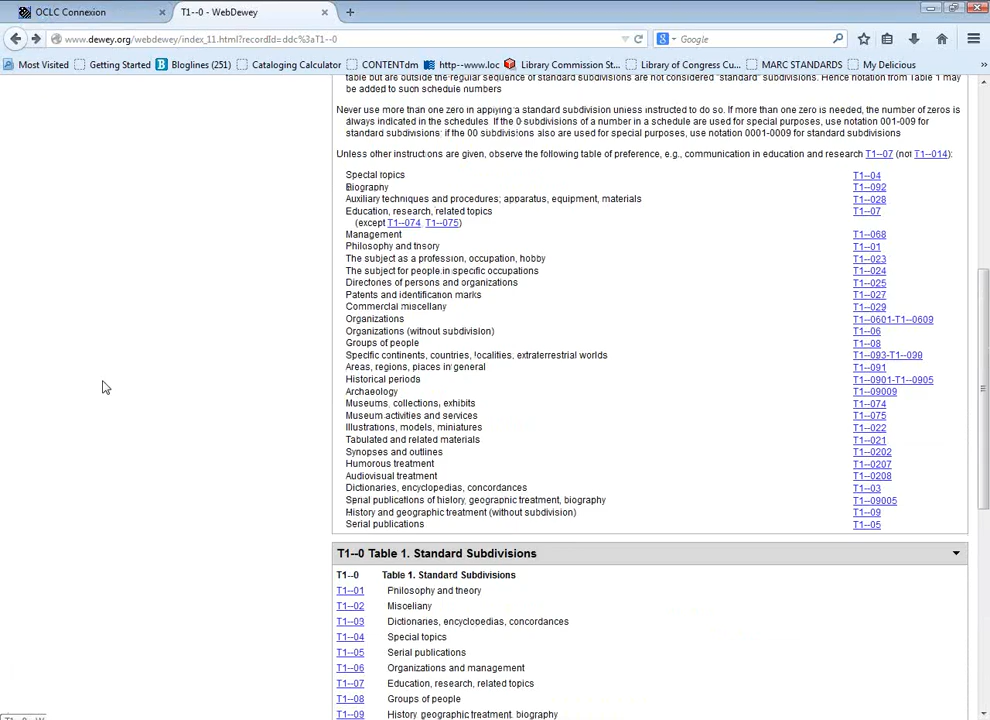 OCLC Connexion × T1--0 - WebDewey × +
www.dewey.org/webdewey/index_11.html?recordId=ddc%3aT1--0 Google
Most Visited Getting Started Bloglines (251) Cataloging Calculator CONTENTdm http--www.loc Library Commission St... Library of Congress Cu... MARC STANDARDS My Delicious »
table but are outside the regular sequence of standard subdivisions are not considered "standard" subdivisions. Hence notation from Table 1 may
be added to such schedule numbers
Never use more than one zero in applying a standard subdivision unless instructed to do so. If more than one zero is needed, the number of zeros is
always indicated in the schedules. If the 0 subdivisions of a number in a schedule are used for special purposes, use notation 001-009 for
standard subdivisions: if the 00 subdivisions also are used for special purposes, use notation 0001-0009 for standard subdivisions
Unless other instructions are given, observe the following table of preference, e.g., communication in education and research T1--07 (not T1--014):
Special topics T1--04
Biography T1--092
Auxiliary techniques and procedures; apparatus, equipment, materials T1--028
Education, research, related topics T1--07
(except T1--074 T1--075)
Management T1--068
Philosophy and theory T1--01
The subject as a profession, occupation, hobby T1--023
The subject for people in specific occupations T1--024
Directories of persons and organizations T1--025
Patents and identification marks T1--027
Commercial miscellany T1--029
Organizations T1--0601-T1--0609
Organizations (without subdivision) T1--06
Groups of people T1--08
Specific continents, countries, localities, extraterrestrial worlds T1--093-T1--098
Areas, regions, places in general T1--091
Historical periods T1--0901-T1--0905
Archaeology T1--09009
Museums, collections, exhibits T1--074
Museum activities and services T1--075
Illustrations, models, miniatures T1--022
Tabulated and related materials T1--021
Synopses and outlines T1--0202
Humorous treatment T1--0207
Audiovisual treatment T1--0208
Dictionaries, encyclopedias, concordances T1--03
Serial publications of history, geographic treatment, biography T1--09005
History and geographic treatment (without subdivision) T1--09
Serial publications T1--05
T1--0 Table 1. Standard Subdivisions
T1--0 Table 1. Standard Subdivisions
T1--01 Philosophy and theory
T1--02 Miscellany
T1--03 Dictionaries, encyclopedias, concordances
T1--04 Special topics
T1--05 Serial publications
T1--06 Organizations and management
T1--07 Education, research, related topics
T1--08 Groups of people
T1--09 History geographic treatment, biography